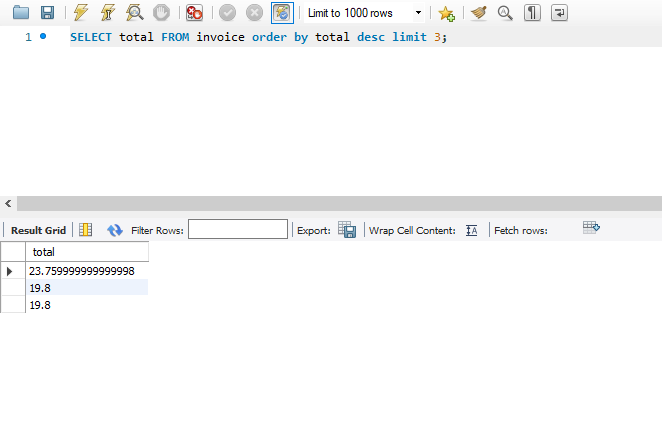 Limit to 1000 rows
1 SELECT total FROM invoice order by total desc limit 3;
Result Grid Filter Rows: Export: Wrap Cell Content: Fetch rows:
total
23.759999999999998
19.8
19.8